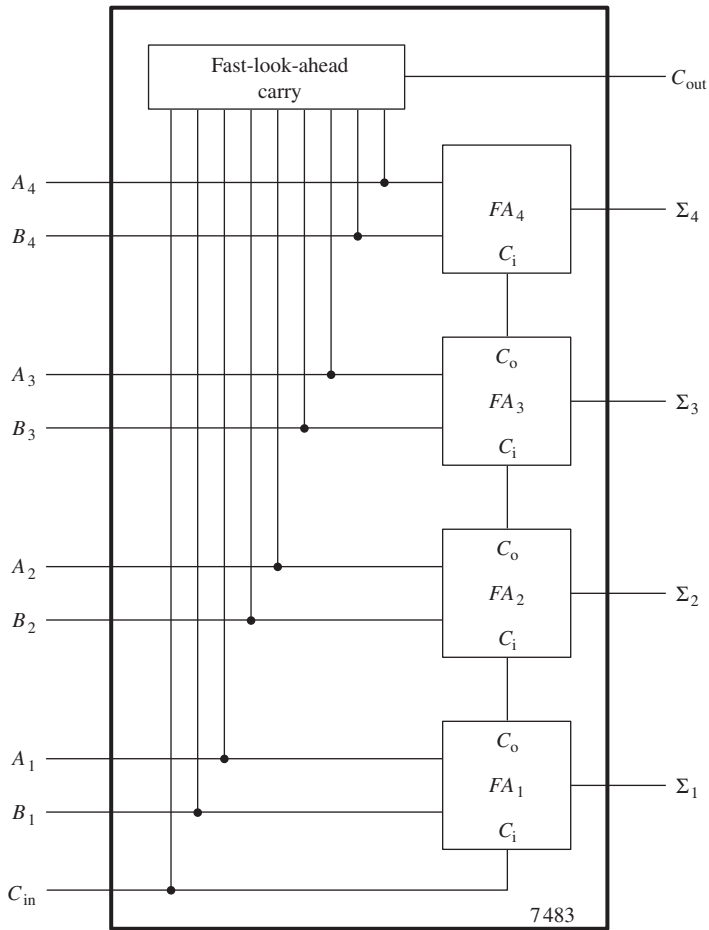 Fast-look-ahead
carry
C_out
A_4
FA_4
Σ_4
B_4
C_i
C_o
A_3
FA_3
Σ_3
B_3
C_i
C_o
A_2
FA_2
Σ_2
B_2
C_i
C_o
A_1
FA_1
Σ_1
B_1
C_i
C_in
7483